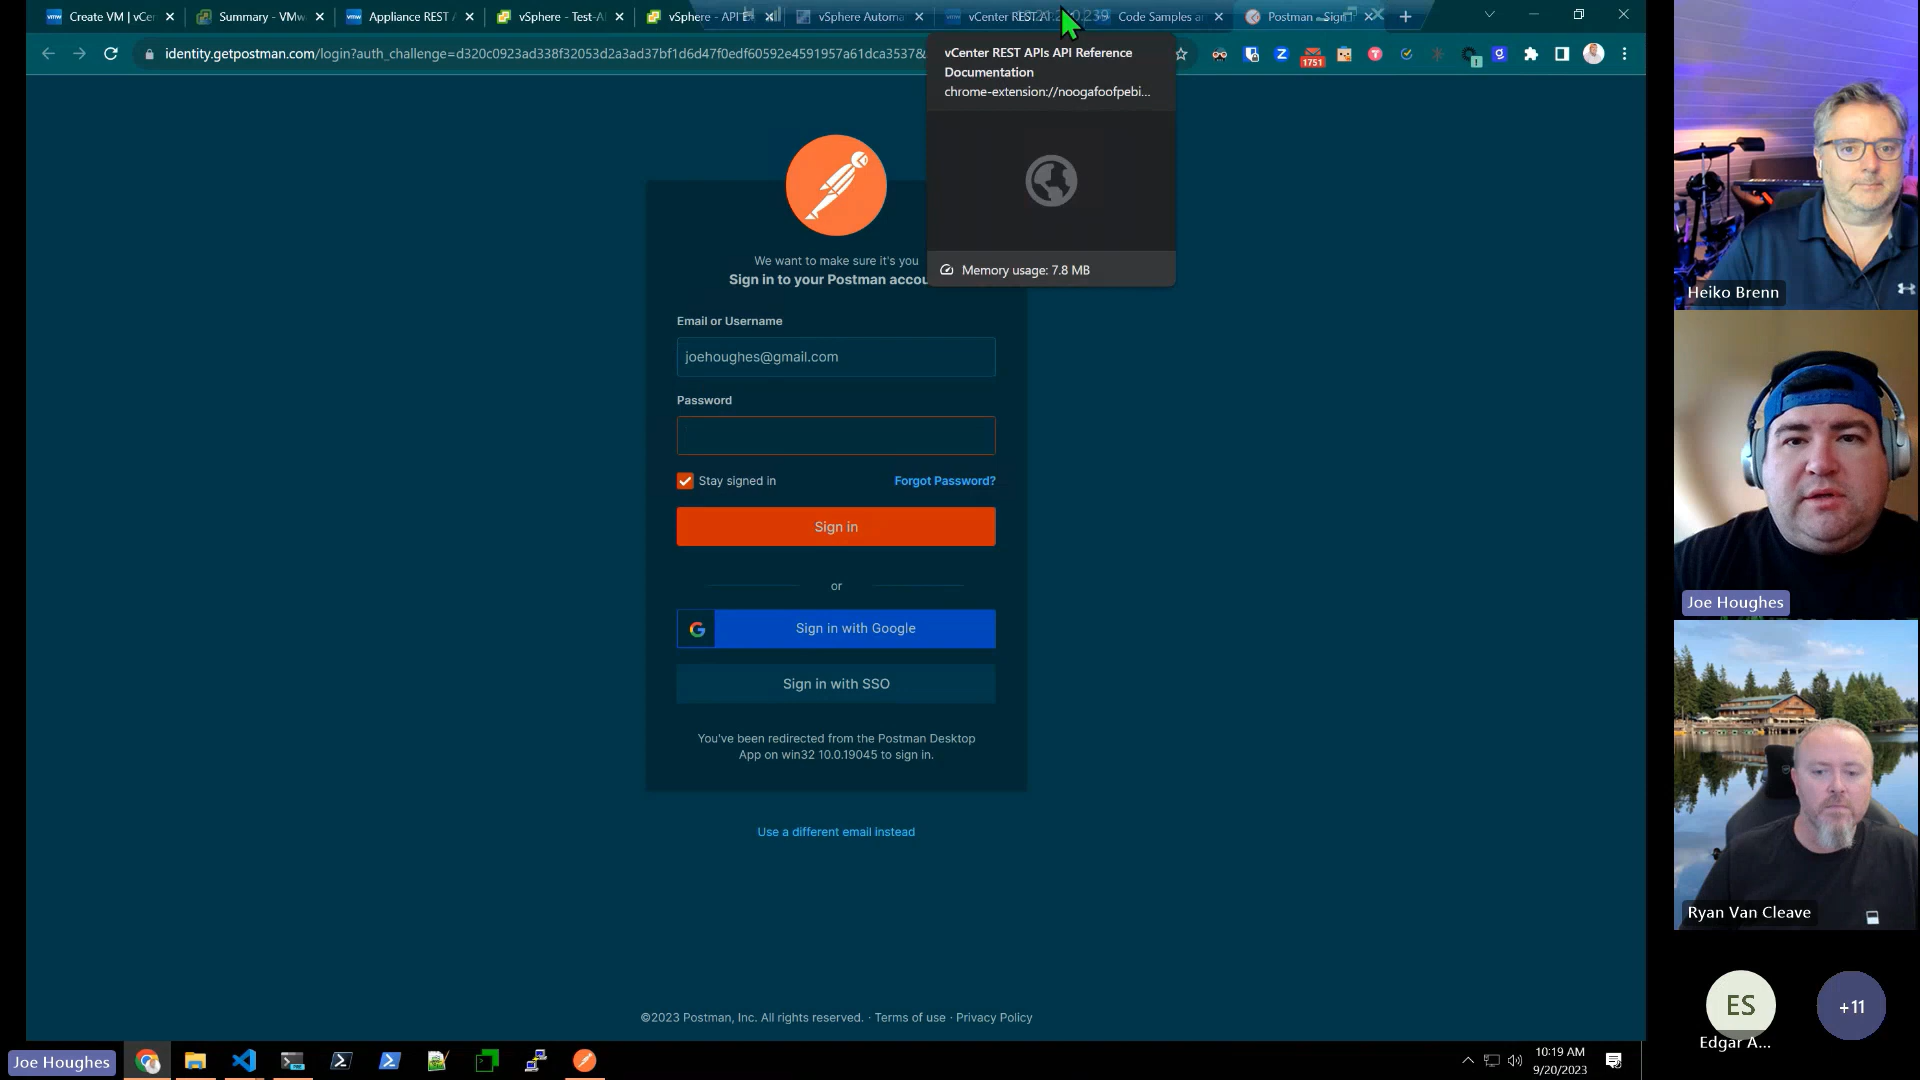 Create VM | vCer
Summary - VMw
Appliance REST A
vSphere - Test-Al
vSphere - API E
vSphere Automa
vCenter REST AI
Code Samples ar
Postman – Sign
identity.getpostman.com/login?auth_challenge=d320c0923ad338f32053d2a3ad37bf1d6d47f0edf60592e4591957a61dca3537&
1751
1
vCenter REST APIs API Reference
Documentation
chrome-extension://noogafoofpebi...
Memory usage: 7.8 MB
We want to make sure it's you
Sign in to your Postman accou
Email or Username
joehoughes@gmail.com
Password
Stay signed in
Forgot Password?
Sign in
or
Sign in with Google
Sign in with SSO
You've been redirected from the Postman Desktop
App on win32 10.0.19045 to sign in.
Use a different email instead
©2023 Postman, Inc. All rights reserved. · Terms of use · Privacy Policy
Heiko Brenn
Joe Houghes
Ryan Van Cleave
ES
Edgar A...
+11
Joe Houghes
10:19 AM
9/20/2023